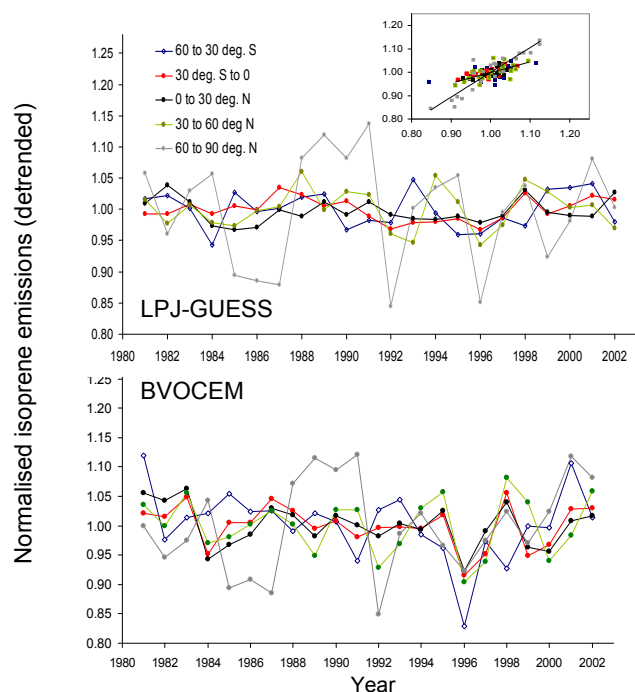 Normalised isoprene emissions (detrended)
1.25
1.20
1.15
1.10
1.05
1.00
0.95
0.90
0.85
0.80
60 to 30 deg. S
30 deg. S to 0
0 to 30 deg. N
30 to 60 deg N
60 to 90 deg. N
1.20
1.10
1.00
0.90
0.80
0.80 0.90 1.00 1.10 1.20
LPJ-GUESS
1980 1982 1984 1986 1988 1990 1992 1994 1996 1998 2000 2002
1.25
1.20
1.15
1.10
1.05
1.00
0.95
0.90
0.85
0.80
BVOCEM
1980 1982 1984 1986 1988 1990 1992 1994 1996 1998 2000 2002
Year